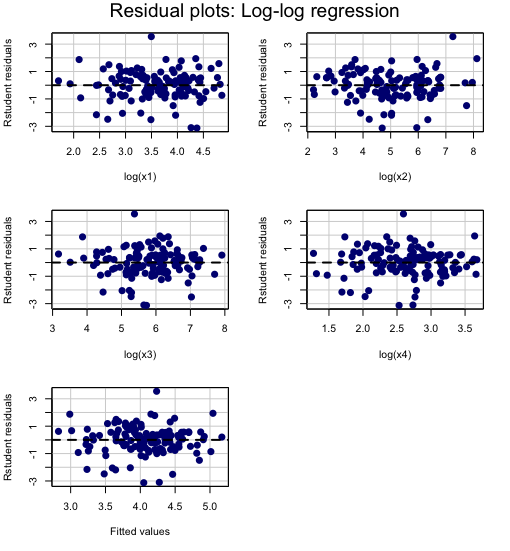 Residual plots: Log-log regression
Rstudent residuals
3
1
-1
-3
2.0 2.5 3.0 3.5 4.0 4.5
log(x1)
Rstudent residuals
3
1
-1
-3
2 3 4 5 6 7 8
log(x2)
Rstudent residuals
3
1
-1
-3
3 4 5 6 7 8
log(x3)
Rstudent residuals
3
1
-1
-3
1.5 2.0 2.5 3.0 3.5
log(x4)
Rstudent residuals
3
1
-1
-3
3.0 3.5 4.0 4.5 5.0
Fitted values